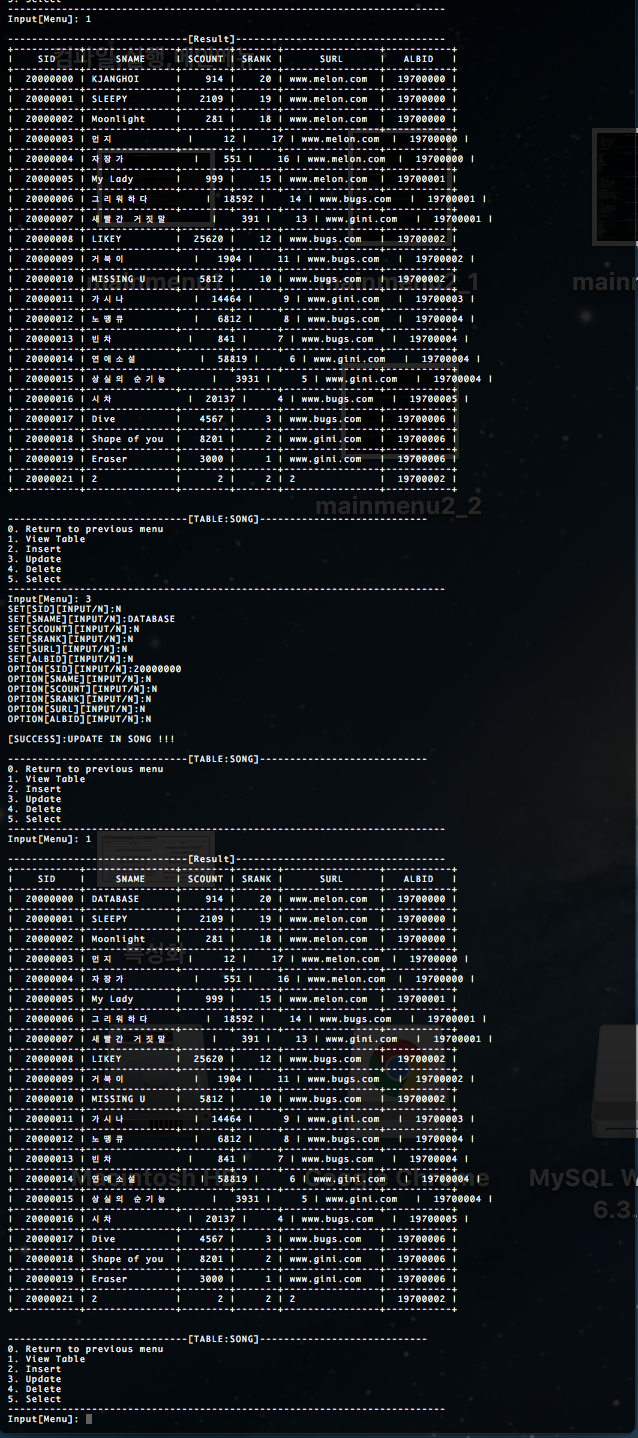 5. Select
Input[Menu]: 1
------------------------------[Result]-----------------------------------
| SID | SNAME | SCOUNT | SRANK | SURL | ALBID |
| 20000000 | KJANGHOI | 914 | 20 | www.melon.com | 19700000 |
| 20000001 | SLEEPY | 2109 | 19 | www.melon.com | 19700000 |
| 20000002 | Moonlight | 281 | 18 | www.melon.com | 19700000 |
| 20000003 | 먼지 | 12 | 17 | www.melon.com | 19700000 |
| 20000004 | 자장가 | 551 | 16 | www.melon.com | 19700000 |
| 20000005 | My Lady | 999 | 15 | www.melon.com | 19700001 |
| 20000006 | 그리워하다 | 18592 | 14 | www.bugs.com | 19700001 |
| 20000007 | 새빨간 거짓말 | 391 | 13 | www.gini.com | 19700001 |
| 20000008 | LIKEY | 25620 | 12 | www.bugs.com | 19700002 |
| 20000009 | 거북이 | 1904 | 11 | www.bugs.com | 19700002 |
| 20000010 | MISSING U | 5812 | 10 | www.bugs.com | 19700002 |
| 20000011 | 가시나 | 14464 | 9 | www.gini.com | 19700003 |
| 20000012 | 노땡큐 | 6812 | 8 | www.bugs.com | 19700004 |
| 20000013 | 빈차 | 841 | 7 | www.bugs.com | 19700004 |
| 20000014 | 연애소설 | 58819 | 6 | www.gini.com | 19700004 |
| 20000015 | 상실의 순기능 | 3931 | 5 | www.gini.com | 19700004 |
| 20000016 | 시차 | 20137 | 4 | www.bugs.com | 19700005 |
| 20000017 | Dive | 4567 | 3 | www.bugs.com | 19700006 |
| 20000018 | Shape of you | 8201 | 2 | www.gini.com | 19700006 |
| 20000019 | Eraser | 3000 | 1 | www.gini.com | 19700006 |
| 20000021 | 2 | 2 | 2 | 2 | 19700002 |
mainmenu2_2
------------------------------[TABLE:SONG]----------------------------
0. Return to previous menu
1. View Table
2. Insert
3. Update
4. Delete
5. Select
Input[Menu]: 3
SET[SID][INPUT/N]:N
SET[SNAME][INPUT/N]:DATABASE
SET[SCOUNT][INPUT/N]:N
SET[SRANK][INPUT/N]:N
SET[SURL][INPUT/N]:N
SET[ALBID][INPUT/N]:N
OPTION[SID][INPUT/N]:20000000
OPTION[SNAME][INPUT/N]:N
OPTION[SCOUNT][INPUT/N]:N
OPTION[SRANK][INPUT/N]:N
OPTION[SURL][INPUT/N]:N
OPTION[ALBID][INPUT/N]:N
[SUCCESS]:UPDATE IN SONG !!!
------------------------------[TABLE:SONG]----------------------------
0. Return to previous menu
1. View Table
2. Insert
3. Update
4. Delete
5. Select
Input[Menu]: 1
------------------------------[Result]-----------------------------------
| SID | SNAME | SCOUNT | SRANK | SURL | ALBID |
| 20000000 | DATABASE | 914 | 20 | www.melon.com | 19700000 |
| 20000001 | SLEEPY | 2109 | 19 | www.melon.com | 19700000 |
| 20000002 | Moonlight | 281 | 18 | www.melon.com | 19700000 |
| 20000003 | 먼지 | 12 | 17 | www.melon.com | 19700000 |
| 20000004 | 자장가 | 551 | 16 | www.melon.com | 19700000 |
| 20000005 | My Lady | 999 | 15 | www.melon.com | 19700001 |
| 20000006 | 그리워하다 | 18592 | 14 | www.bugs.com | 19700001 |
| 20000007 | 새빨간 거짓말 | 391 | 13 | www.gini.com | 19700001 |
| 20000008 | LIKEY | 25620 | 12 | www.bugs.com | 19700002 |
| 20000009 | 거북이 | 1904 | 11 | www.bugs.com | 19700002 |
| 20000010 | MISSING U | 5812 | 10 | www.bugs.com | 19700002 |
| 20000011 | 가시나 | 14464 | 9 | www.gini.com | 19700003 |
| 20000012 | 노땡큐 | 6812 | 8 | www.bugs.com | 19700004 |
| 20000013 | 빈차 | 841 | 7 | www.bugs.com | 19700004 |
| 20000014 | 연애소설 | 58819 | 6 | www.gini.com | 19700004 |
| 20000015 | 상실의 순기능 | 3931 | 5 | www.gini.com | 19700004 |
| 20000016 | 시차 | 20137 | 4 | www.bugs.com | 19700005 |
| 20000017 | Dive | 4567 | 3 | www.bugs.com | 19700006 |
| 20000018 | Shape of you | 8201 | 2 | www.gini.com | 19700006 |
| 20000019 | Eraser | 3000 | 1 | www.gini.com | 19700006 |
| 20000021 | 2 | 2 | 2 | 2 | 19700002 |
------------------------------[TABLE:SONG]----------------------------
0. Return to previous menu
1. View Table
2. Insert
3. Update
4. Delete
5. Select
Input[Menu]: